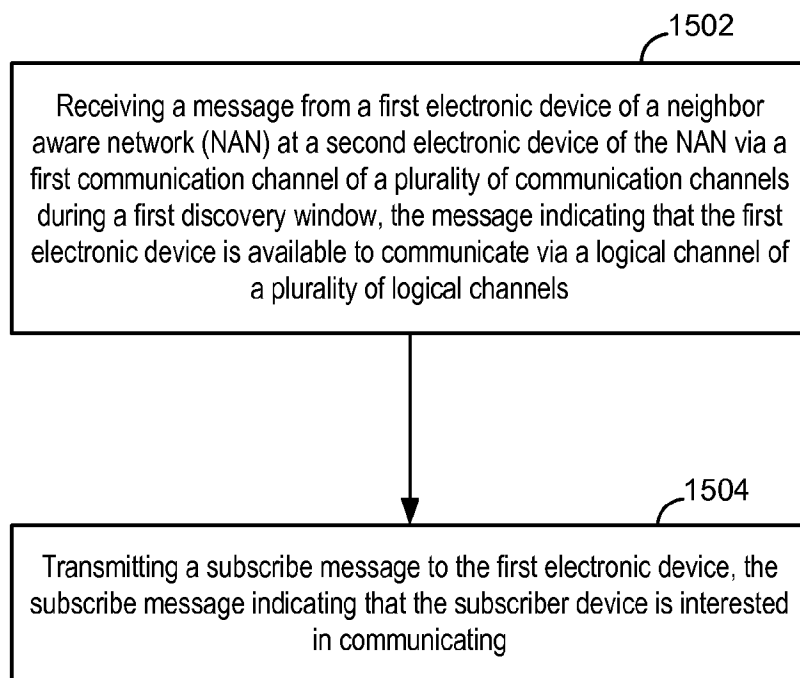 1502
Receiving a message from a first electronic device of a neighbor
aware network (NAN) at a second electronic device of the NAN via a
first communication channel of a plurality of communication channels
during a first discovery window, the message indicating that the first
electronic device is available to communicate via a logical channel of
a plurality of logical channels
1504
Transmitting a subscribe message to the first electronic device, the
subscribe message indicating that the subscriber device is interested
in communicating